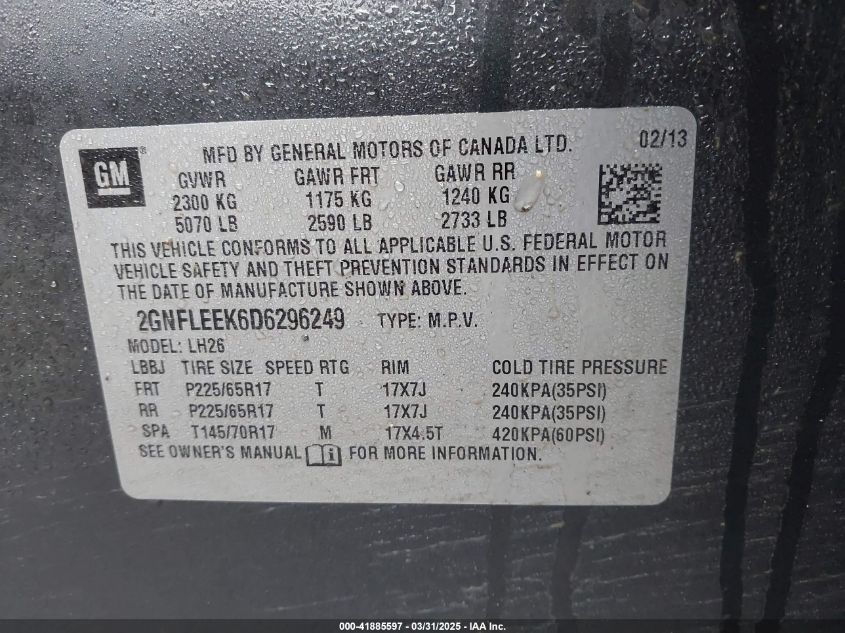 GM
MFD BY GENERAL MOTORS OF CANADA LTD. 02/13
GVWR GAWR FRT GAWR RR
2300 KG 1175 KG 1240 KG
5070 LB 2590 LB 2733 LB
THIS VEHICLE CONFORMS TO ALL APPLICABLE U.S. FEDERAL MOTOR
VEHICLE SAFETY AND THEFT PREVENTION STANDARDS IN EFFECT ON
THE DATE OF MANUFACTURE SHOWN ABOVE.
2GNFLEEK6D6296249 TYPE: M.P.V.
MODEL: LH26
LBBJ TIRE SIZE SPEED RTG RIM COLD TIRE PRESSURE
FRT P225/65R17 T 17X7J 240KPA(35PSI)
RR P225/65R17 T 17X7J 240KPA(35PSI)
SPA T145/70R17 M 17X4.5T 420KPA(60PSI)
SEE OWNER'S MANUAL i FOR MORE INFORMATION.
000-41885597 - 03/31/2025 - IAA Inc.